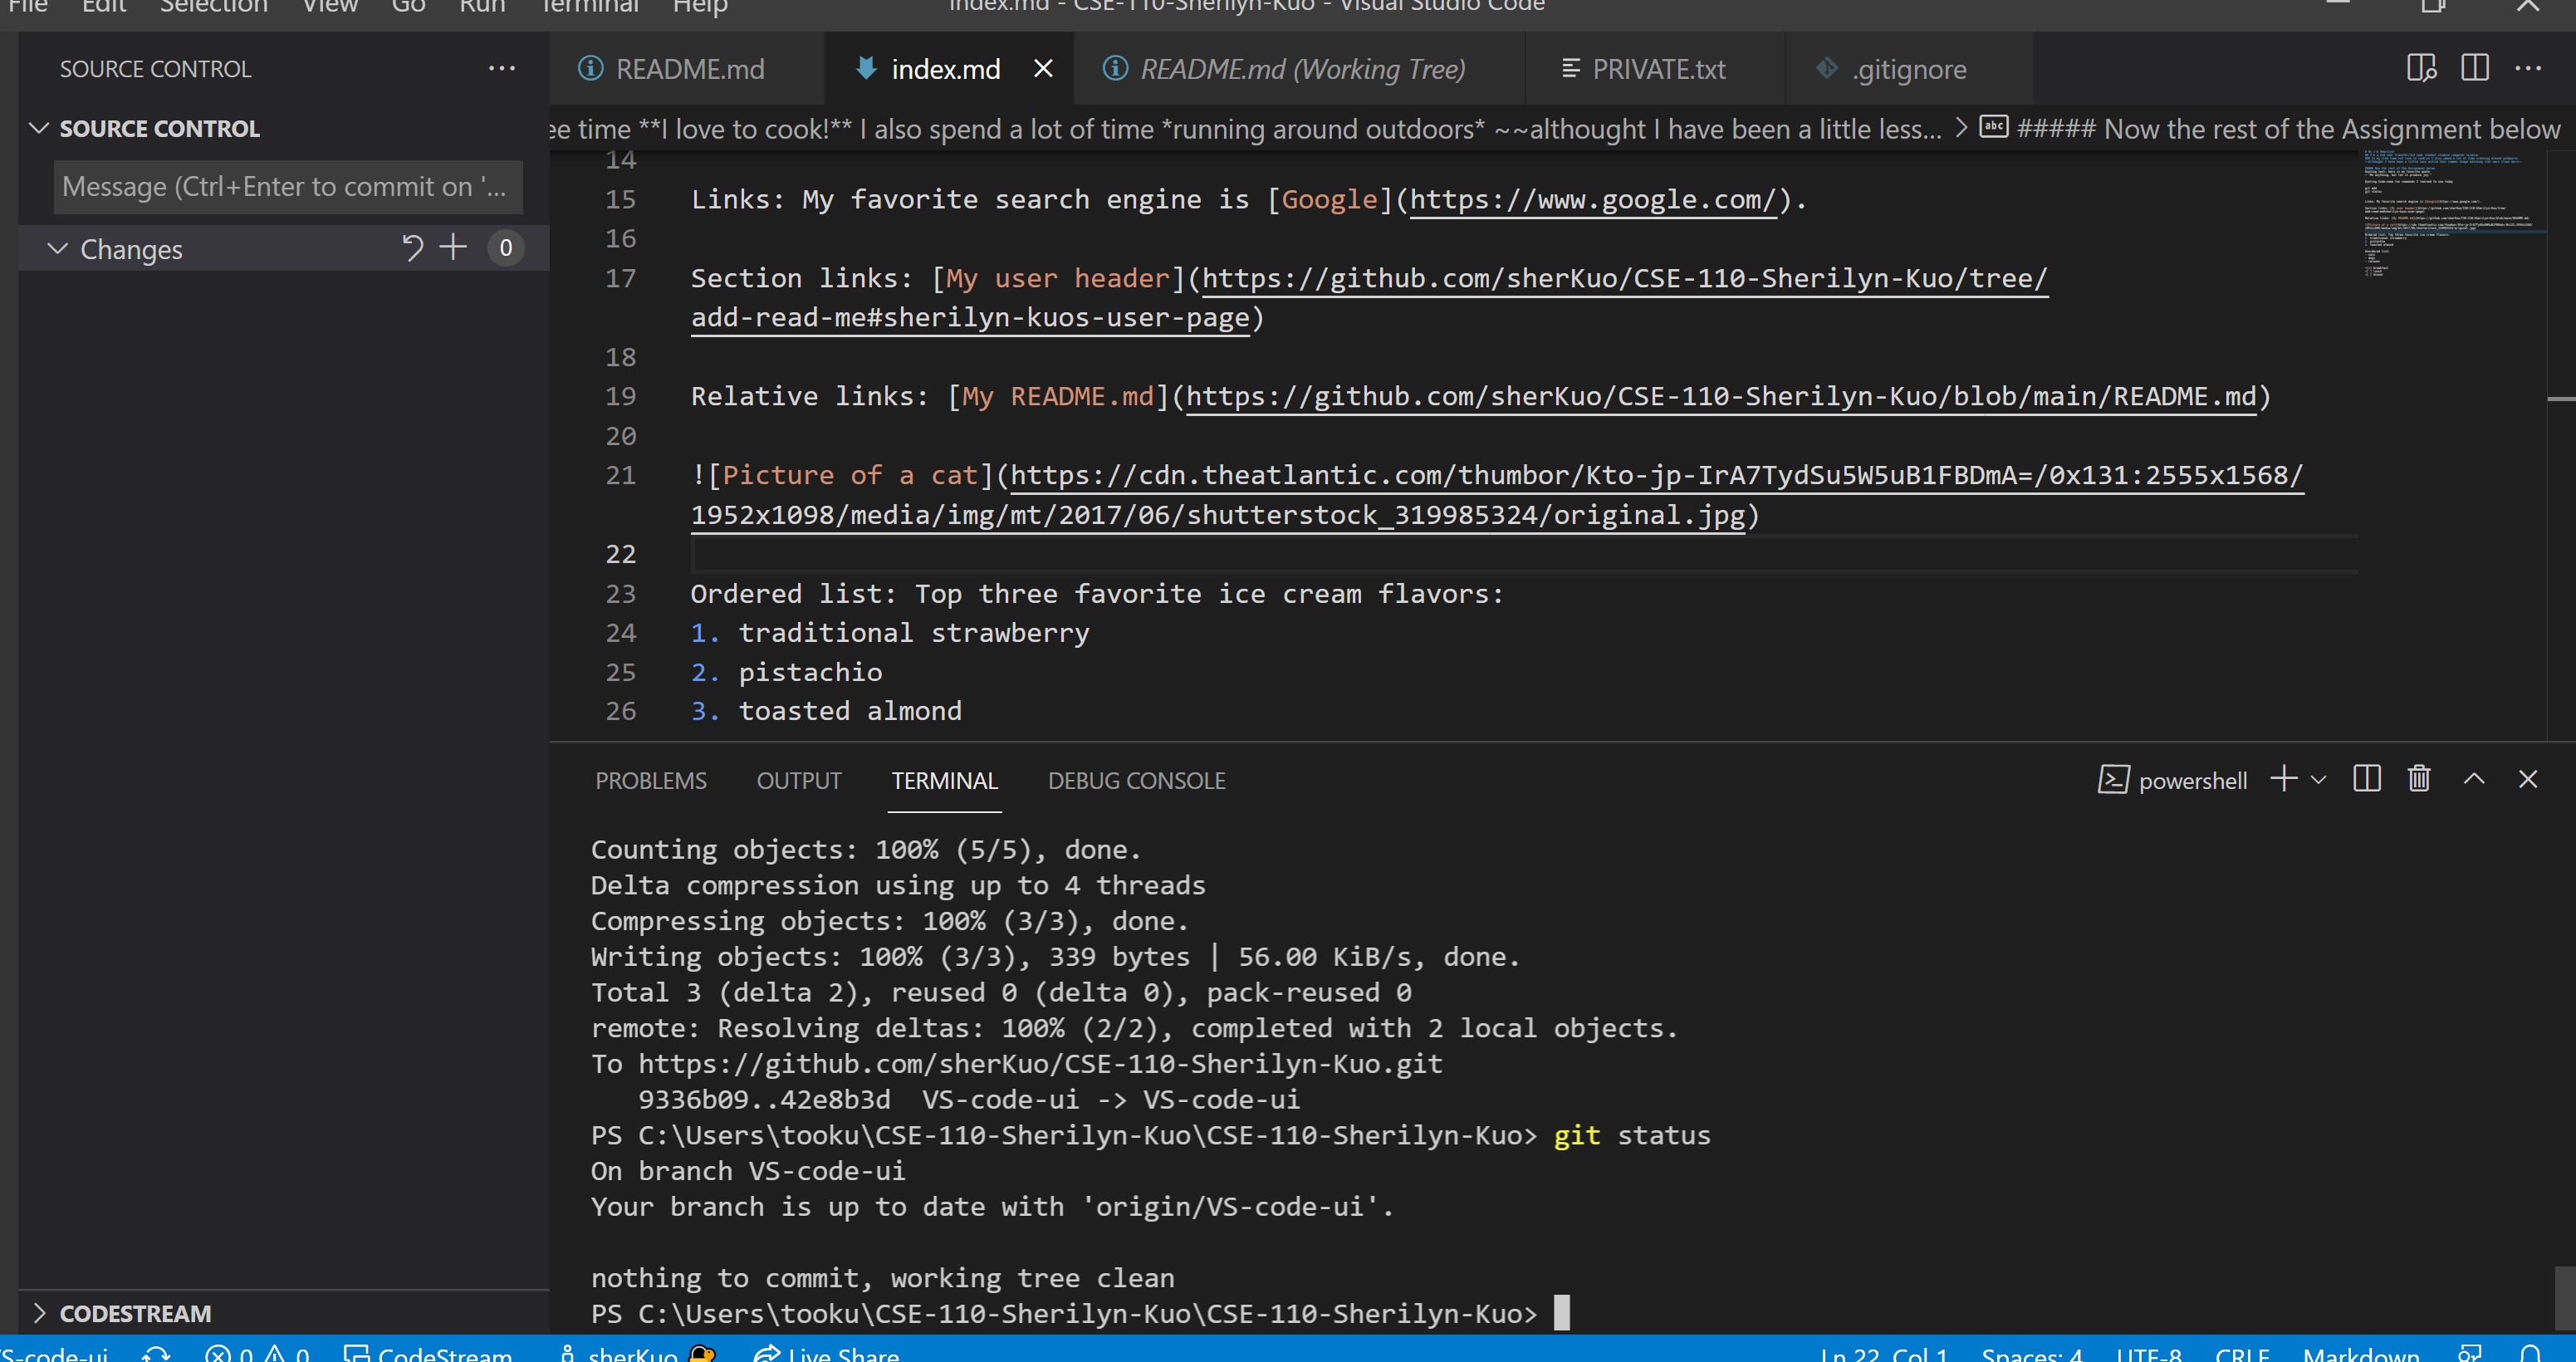 File Edit Selection View Go Run Terminal Help
index.md - CSE-110-Sherilyn-Kuo - Visual Studio Code
SOURCE CONTROL
README.md
index.md
README.md (Working Tree)
PRIVATE.txt
.gitignore
SOURCE CONTROL
ee time **I love to cook!** I also spend a lot of time *running around outdoors* ~~althought I have been a little less... > ##### Now the rest of the Assignment below
Message (Ctrl+Enter to commit on '...
Changes 0
14
15 Links: My favorite search engine is [Google](https://www.google.com/).
16
17 Section links: [My user header](https://github.com/sherKuo/CSE-110-Sherilyn-Kuo/tree/
add-read-me#sherilyn-kuos-user-page)
18
19 Relative links: [My README.md](https://github.com/sherKuo/CSE-110-Sherilyn-Kuo/blob/main/README.md)
20
21 ![Picture of a cat](https://cdn.theatlantic.com/thumbor/Kto-jp-IrA7TydSu5W5uB1FBDmA=/0x131:2555x1568/
1952x1098/media/img/mt/2017/06/shutterstock_319985324/original.jpg)
22
23 Ordered list: Top three favorite ice cream flavors:
24 1. traditional strawberry
25 2. pistachio
26 3. toasted almond
PROBLEMS OUTPUT TERMINAL DEBUG CONSOLE
powershell
Counting objects: 100% (5/5), done.
Delta compression using up to 4 threads
Compressing objects: 100% (3/3), done.
Writing objects: 100% (3/3), 339 bytes | 56.00 KiB/s, done.
Total 3 (delta 2), reused 0 (delta 0), pack-reused 0
remote: Resolving deltas: 100% (2/2), completed with 2 local objects.
To https://github.com/sherKuo/CSE-110-Sherilyn-Kuo.git
9336b09..42e8b3d VS-code-ui -> VS-code-ui
PS C:\Users\tooku\CSE-110-Sherilyn-Kuo\CSE-110-Sherilyn-Kuo> git status
On branch VS-code-ui
Your branch is up to date with 'origin/VS-code-ui'.
nothing to commit, working tree clean
PS C:\Users\tooku\CSE-110-Sherilyn-Kuo\CSE-110-Sherilyn-Kuo>
CODESTREAM
S-code-ui 0 0 CodeStream sherKuo Live Share
Ln 22, Col 1 Spaces: 4 UTF-8 CRLF Markdown